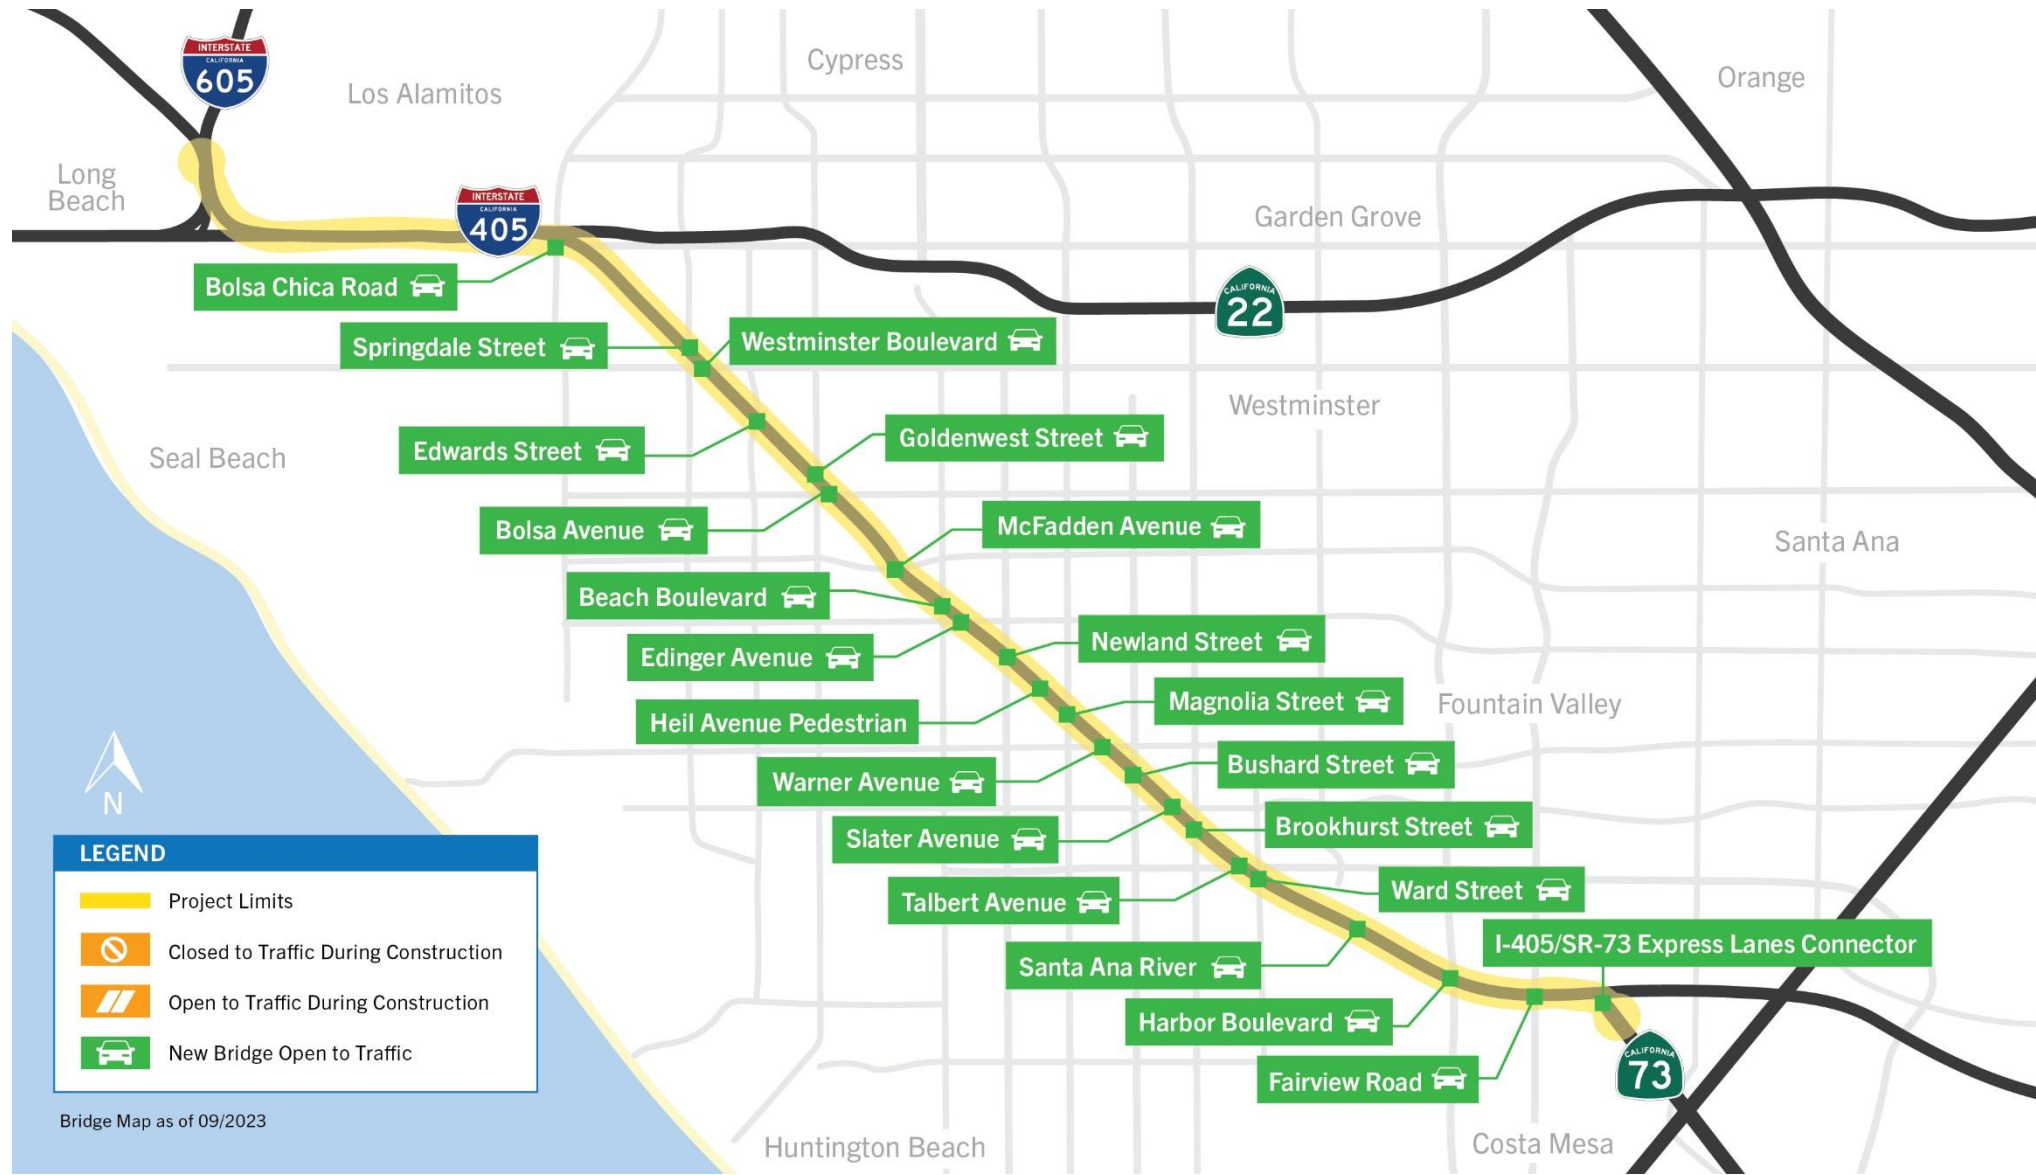 INTERSTATE
CALIFORNIA
605
Los Alamitos
Cypress
Orange
Long
Beach
INTERSTATE
CALIFORNIA
405
Garden Grove
Bolsa Chica Road
CALIFORNIA
22
Springdale Street
Westminster Boulevard
Westminster
Seal Beach
Edwards Street
Goldenwest Street
Bolsa Avenue
McFadden Avenue
Santa Ana
Beach Boulevard
Edinger Avenue
Newland Street
Heil Avenue Pedestrian
Magnolia Street
Fountain Valley
Warner Avenue
Bushard Street
Slater Avenue
Brookhurst Street
Talbert Avenue
Ward Street
Santa Ana River
I-405/SR-73 Express Lanes Connector
Harbor Boulevard
Fairview Road
CALIFORNIA
73
Huntington Beach
Costa Mesa
N
LEGEND
Project Limits
Closed to Traffic During Construction
Open to Traffic During Construction
New Bridge Open to Traffic
Bridge Map as of 09/2023